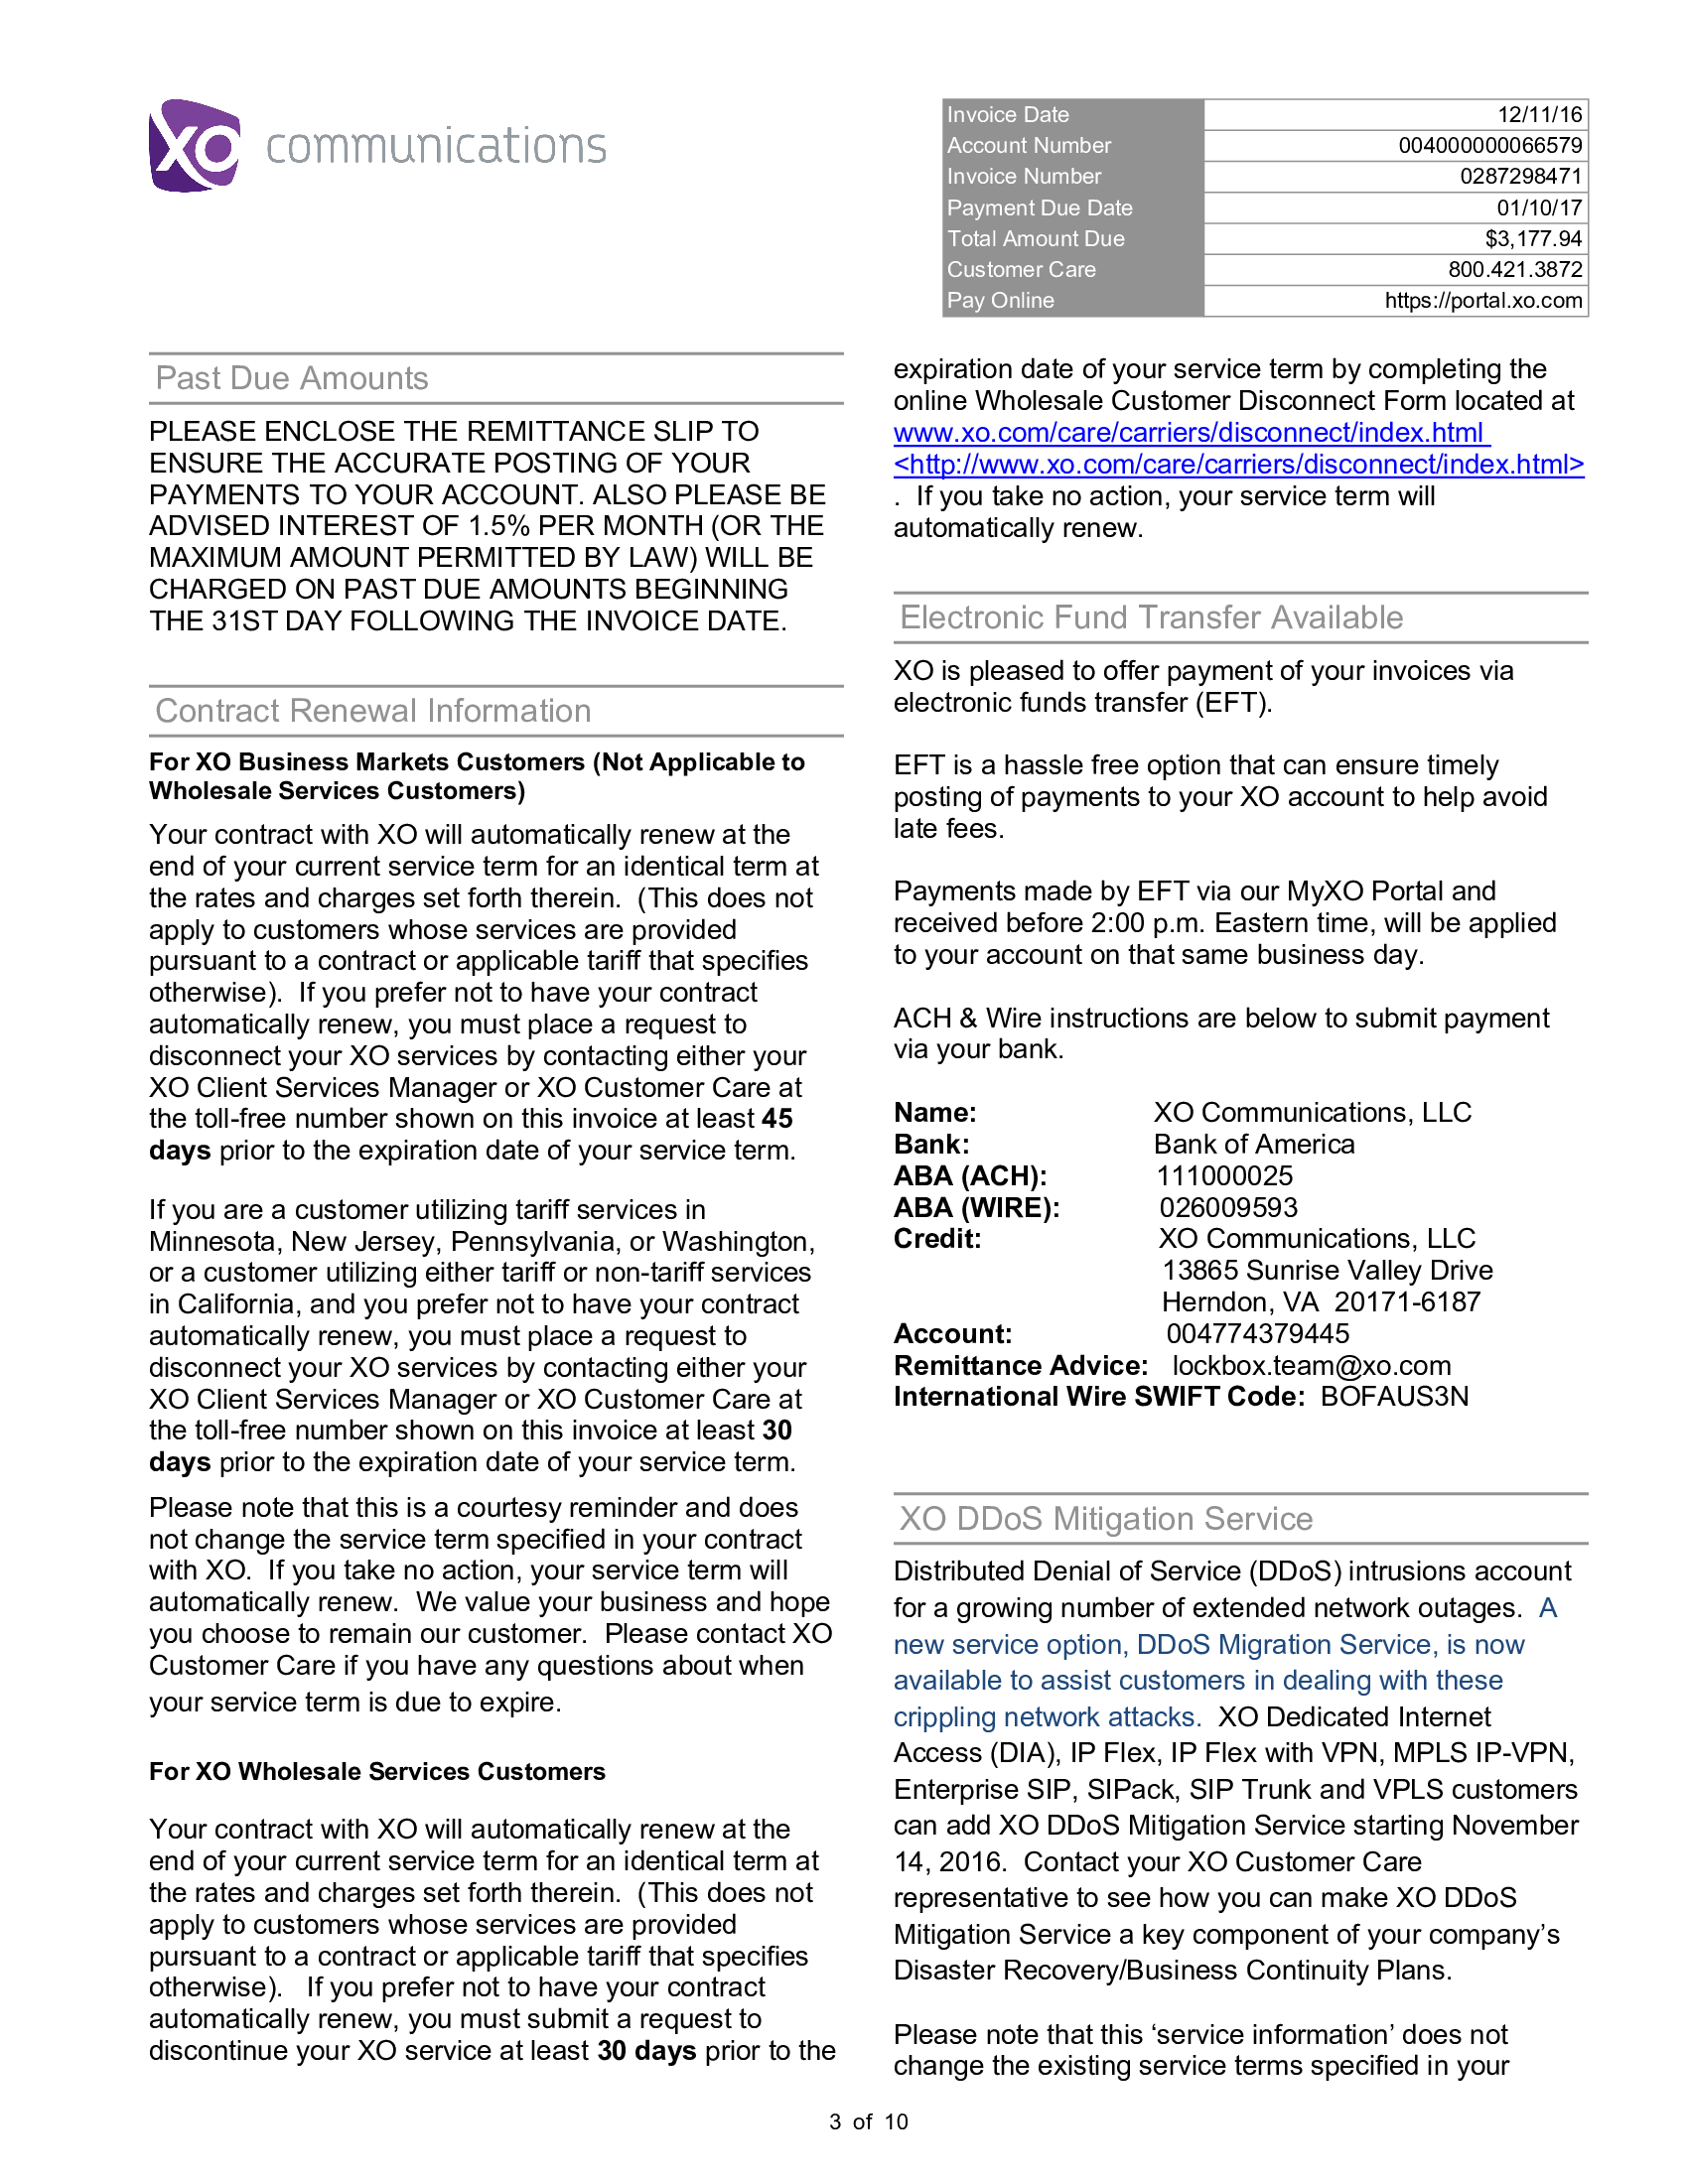 XO communications
Invoice Date 12/11/16
Account Number 004000000066579
Invoice Number 0287298471
Payment Due Date 01/10/17
Total Amount Due $3,177.94
Customer Care 800.421.3872
Pay Online https://portal.xo.com
Past Due Amounts
PLEASE ENCLOSE THE REMITTANCE SLIP TO
ENSURE THE ACCURATE POSTING OF YOUR
PAYMENTS TO YOUR ACCOUNT. ALSO PLEASE BE
ADVISED INTEREST OF 1.5% PER MONTH (OR THE
MAXIMUM AMOUNT PERMITTED BY LAW) WILL BE
CHARGED ON PAST DUE AMOUNTS BEGINNING
THE 31ST DAY FOLLOWING THE INVOICE DATE.
Contract Renewal Information
For XO Business Markets Customers (Not Applicable to
Wholesale Services Customers)
Your contract with XO will automatically renew at the
end of your current service term for an identical term at
the rates and charges set forth therein.  (This does not
apply to customers whose services are provided
pursuant to a contract or applicable tariff that specifies
otherwise).  If you prefer not to have your contract
automatically renew, you must place a request to
disconnect your XO services by contacting either your
XO Client Services Manager or XO Customer Care at
the toll-free number shown on this invoice at least 45
days prior to the expiration date of your service term.
If you are a customer utilizing tariff services in
Minnesota, New Jersey, Pennsylvania, or Washington,
or a customer utilizing either tariff or non-tariff services
in California, and you prefer not to have your contract
automatically renew, you must place a request to
disconnect your XO services by contacting either your
XO Client Services Manager or XO Customer Care at
the toll-free number shown on this invoice at least 30
days prior to the expiration date of your service term.
Please note that this is a courtesy reminder and does
not change the service term specified in your contract
with XO.  If you take no action, your service term will
automatically renew.  We value your business and hope
you choose to remain our customer.  Please contact XO
Customer Care if you have any questions about when
your service term is due to expire.
For XO Wholesale Services Customers
Your contract with XO will automatically renew at the
end of your current service term for an identical term at
the rates and charges set forth therein.  (This does not
apply to customers whose services are provided
pursuant to a contract or applicable tariff that specifies
otherwise).   If you prefer not to have your contract
automatically renew, you must submit a request to
discontinue your XO service at least 30 days prior to the
expiration date of your service term by completing the
online Wholesale Customer Disconnect Form located at
www.xo.com/care/carriers/disconnect/index.html
<http://www.xo.com/care/carriers/disconnect/index.html>
.  If you take no action, your service term will
automatically renew.
Electronic Fund Transfer Available
XO is pleased to offer payment of your invoices via
electronic funds transfer (EFT).
EFT is a hassle free option that can ensure timely
posting of payments to your XO account to help avoid
late fees.
Payments made by EFT via our MyXO Portal and
received before 2:00 p.m. Eastern time, will be applied
to your account on that same business day.
ACH & Wire instructions are below to submit payment
via your bank.
Name: XO Communications, LLC
Bank: Bank of America
ABA (ACH): 111000025
ABA (WIRE): 026009593
Credit: XO Communications, LLC
13865 Sunrise Valley Drive
Herndon, VA  20171-6187
Account: 004774379445
Remittance Advice: lockbox.team@xo.com
International Wire SWIFT Code: BOFAUS3N
XO DDoS Mitigation Service
Distributed Denial of Service (DDoS) intrusions account
for a growing number of extended network outages.  A
new service option, DDoS Migration Service, is now
available to assist customers in dealing with these
crippling network attacks.  XO Dedicated Internet
Access (DIA), IP Flex, IP Flex with VPN, MPLS IP-VPN,
Enterprise SIP, SIPack, SIP Trunk and VPLS customers
can add XO DDoS Mitigation Service starting November
14, 2016.  Contact your XO Customer Care
representative to see how you can make XO DDoS
Mitigation Service a key component of your company’s
Disaster Recovery/Business Continuity Plans.
Please note that this ‘service information’ does not
change the existing service terms specified in your
3 of 10